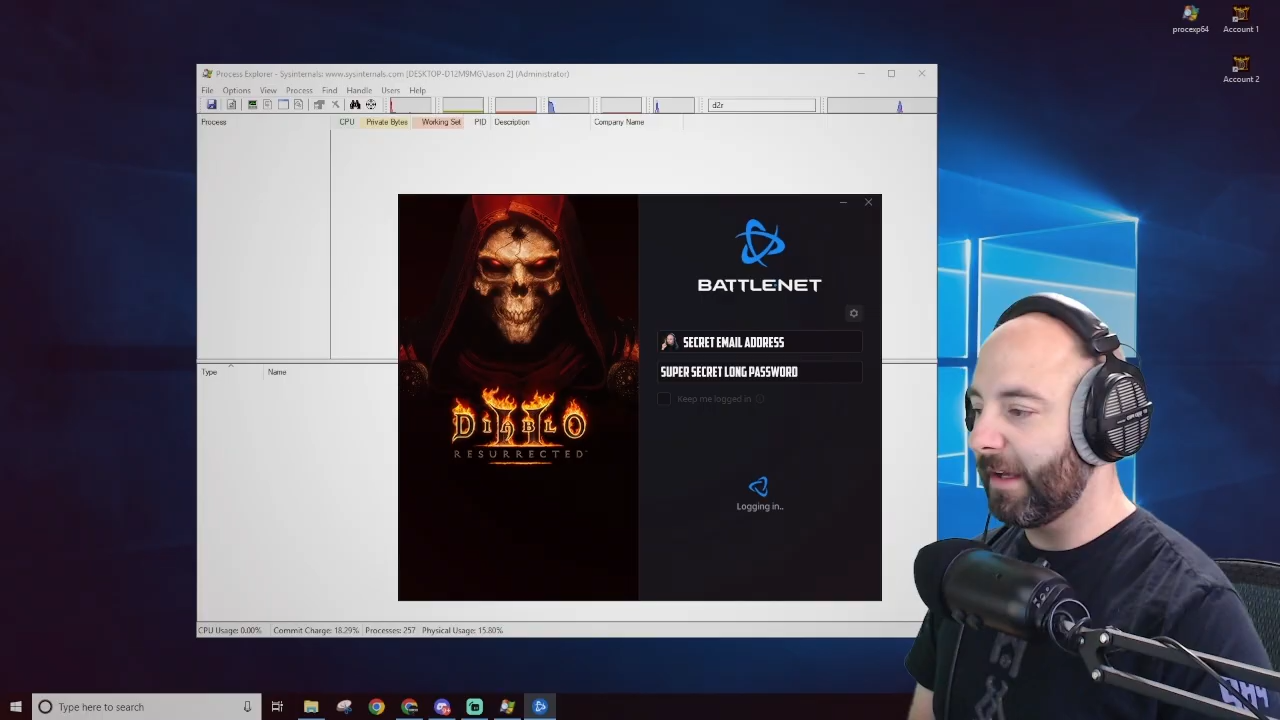 procexp64
Account 1
Account 2
Process Explorer - Sysinternals: www.sysinternals.com [DESKTOP-D12M9MG\Jason 2] (Administrator)
File Options View Process Find Handle Users Help
d2r
Process CPU Private Bytes Working Set PID Description Company Name
BATTLE.NET
SECRET EMAIL ADDRESS
SUPER SECRET LONG PASSWORD
Keep me logged in
DIABLO II
RESURRECTED
Logging in..
Type Name
CPU Usage: 0.00% Commit Charge: 18.29% Processes: 257 Physical Usage: 15.80%
Type here to search